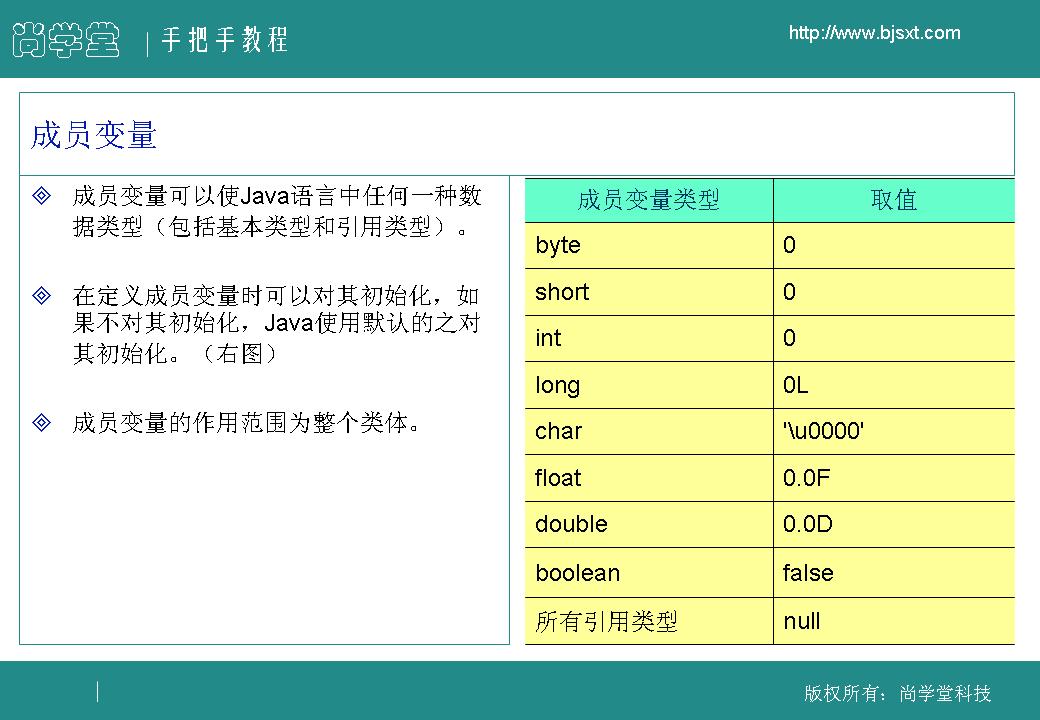 尚学堂 | 手把手教程
http://www.bjsxt.com
成员变量
成员变量可以使Java语言中任何一种数
据类型（包括基本类型和引用类型）。
在定义成员变量时可以对其初始化，如
果不对其初始化，Java使用默认的之对
其初始化。（右图）
成员变量的作用范围为整个类体。
成员变量类型 取值
byte 0
short 0
int 0
long 0L
char '\u0000'
float 0.0F
double 0.0D
boolean false
所有引用类型 null
版权所有：尚学堂科技